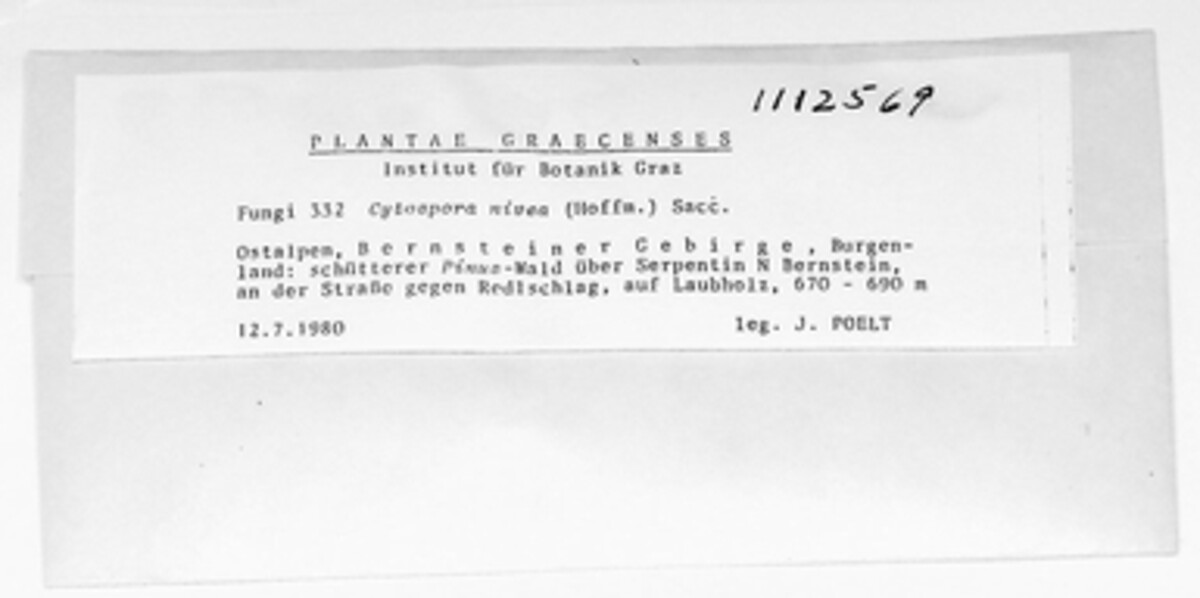 1112569
PLANTAE GRAECENSES
Institut für Botanik Graz
Fungi 332 Cytospora nivea (Hoffm.) Sacc.
Ostalpen, Bernsteiner Gebirge, Burgen-
land: schütterer Pinus-Wald über Serpentin N Bernstein,
an der Straße gegen Redlschlag, auf Laubholz, 670 - 690 m
12.7.1980 leg. J. POELT